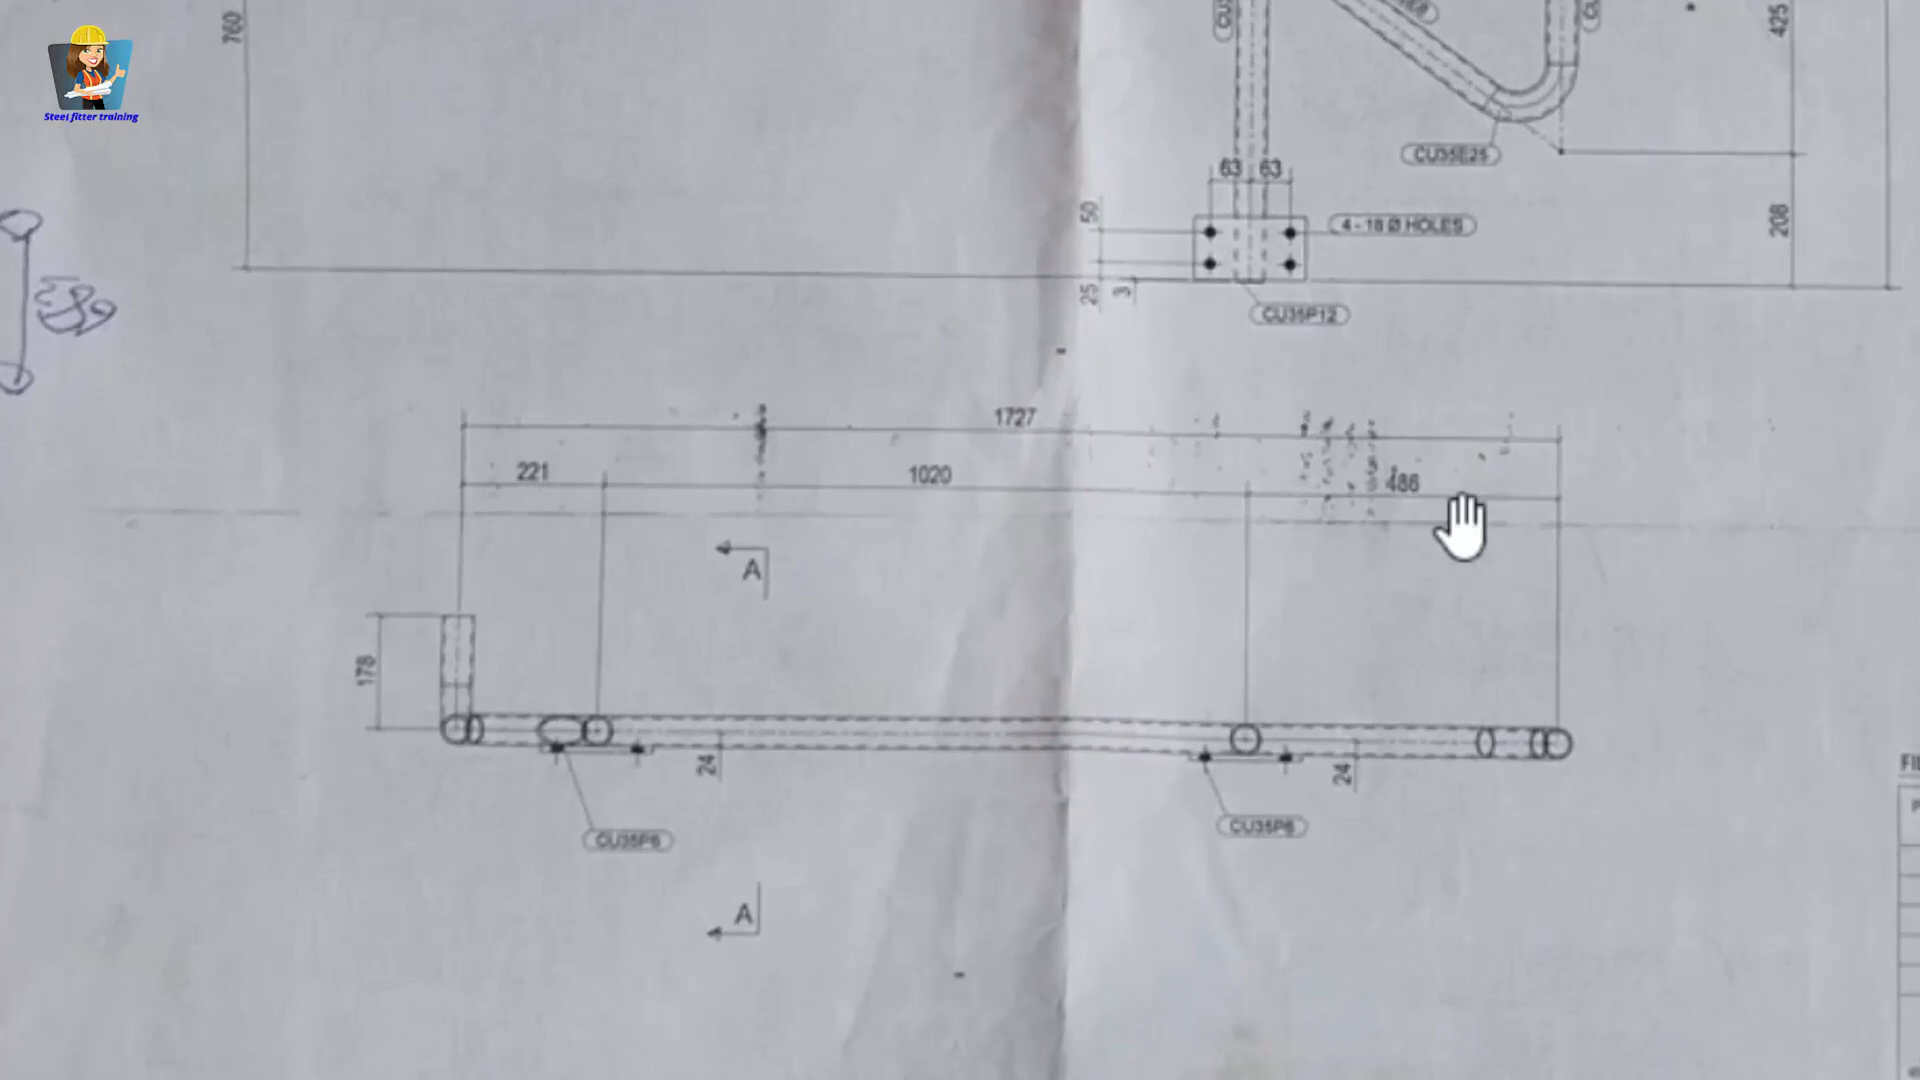 Steel fitter training
760
425
CU35E25
63 63
50
4 - 18 Ø HOLES
208
25
3
CU35P12
1727
221
1020
486
A
178
24
24
CU35P6
CU35P6
A